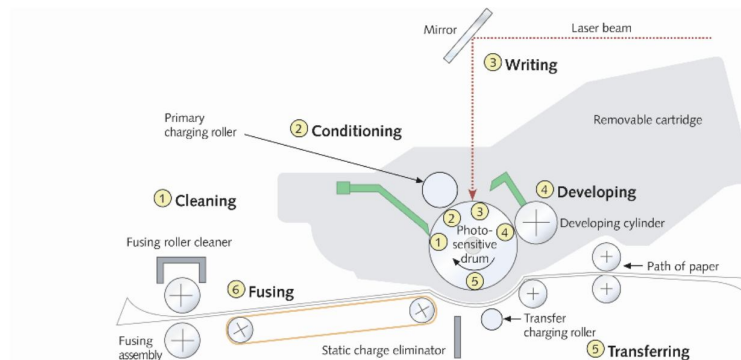 Mirror
Laser beam
3 Writing
Primary
charging roller
2 Conditioning
Removable cartridge
1 Cleaning
4 Developing
2
3
Developing cylinder
Photo-
sensitive
drum
1
4
5
Fusing roller cleaner
Path of paper
6 Fusing
Fusing
assembly
Static charge eliminator
Transfer
charging roller
5 Transferring